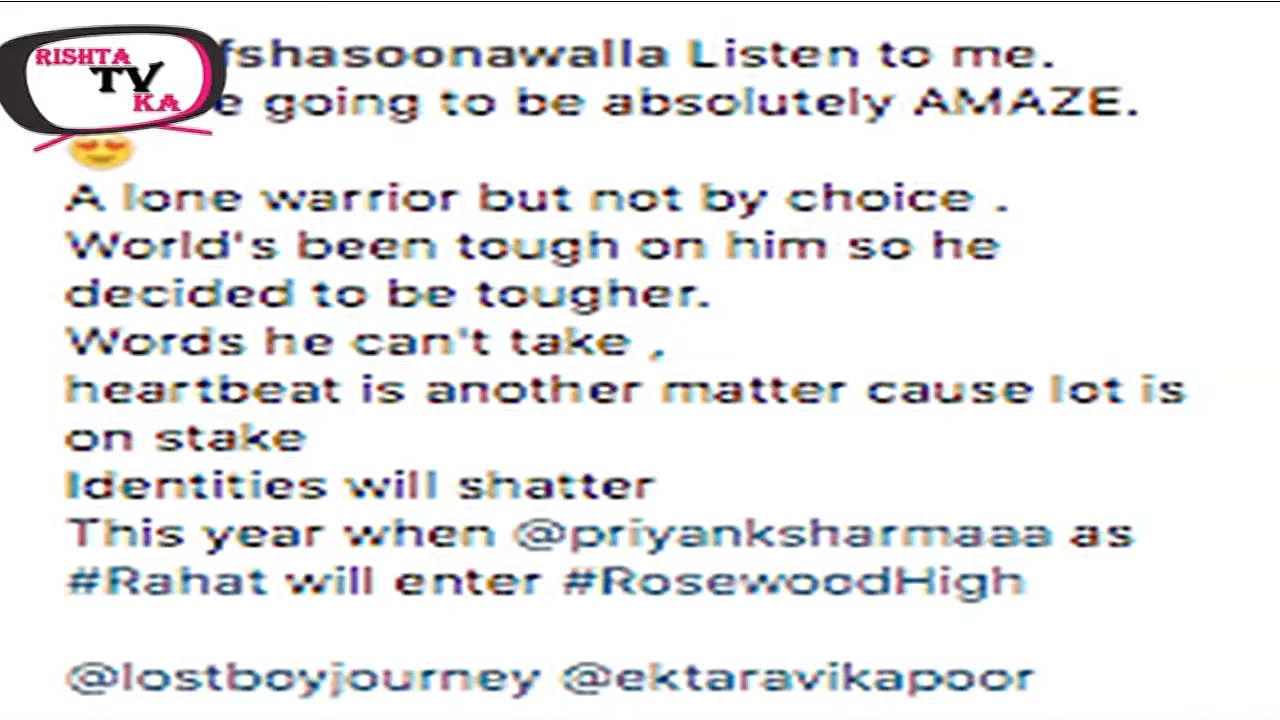 RISHTA
TV
KA
fshasoonawalla Listen to me.
e going to be absolutely AMAZE.
😍
A lone warrior but not by choice .
World's been tough on him so he
decided to be tougher.
Words he can't take ,
heartbeat is another matter cause lot is
on stake
Identities will shatter
This year when @priyanksharmaaa as
#Rahat will enter #RosewoodHigh
@lostboyjourney @ektaravikapoor